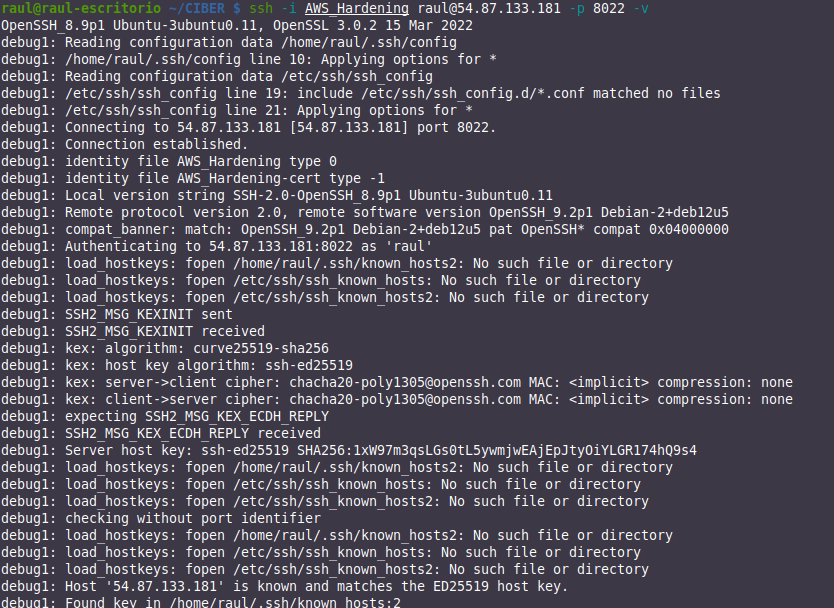 raul@raul-escritorio ~/CIBER $ ssh -i AWS_Hardening raul@54.87.133.181 -p 8022 -v
OpenSSH_8.9p1 Ubuntu-3ubuntu0.11, OpenSSL 3.0.2 15 Mar 2022
debug1: Reading configuration data /home/raul/.ssh/config
debug1: /home/raul/.ssh/config line 10: Applying options for *
debug1: Reading configuration data /etc/ssh/ssh_config
debug1: /etc/ssh/ssh_config line 19: include /etc/ssh/ssh_config.d/*.conf matched no files
debug1: /etc/ssh/ssh_config line 21: Applying options for *
debug1: Connecting to 54.87.133.181 [54.87.133.181] port 8022.
debug1: Connection established.
debug1: identity file AWS_Hardening type 0
debug1: identity file AWS_Hardening-cert type -1
debug1: Local version string SSH-2.0-OpenSSH_8.9p1 Ubuntu-3ubuntu0.11
debug1: Remote protocol version 2.0, remote software version OpenSSH_9.2p1 Debian-2+deb12u5
debug1: compat_banner: match: OpenSSH_9.2p1 Debian-2+deb12u5 pat OpenSSH* compat 0x04000000
debug1: Authenticating to 54.87.133.181:8022 as 'raul'
debug1: load_hostkeys: fopen /home/raul/.ssh/known_hosts2: No such file or directory
debug1: load_hostkeys: fopen /etc/ssh/ssh_known_hosts: No such file or directory
debug1: load_hostkeys: fopen /etc/ssh/ssh_known_hosts2: No such file or directory
debug1: SSH2_MSG_KEXINIT sent
debug1: SSH2_MSG_KEXINIT received
debug1: kex: algorithm: curve25519-sha256
debug1: kex: host key algorithm: ssh-ed25519
debug1: kex: server->client cipher: chacha20-poly1305@openssh.com MAC: <implicit> compression: none
debug1: kex: client->server cipher: chacha20-poly1305@openssh.com MAC: <implicit> compression: none
debug1: expecting SSH2_MSG_KEX_ECDH_REPLY
debug1: SSH2_MSG_KEX_ECDH_REPLY received
debug1: Server host key: ssh-ed25519 SHA256:1xW97m3qsLGs0tL5ywmjwEAjEpJtyOiYLGR174hQ9s4
debug1: load_hostkeys: fopen /home/raul/.ssh/known_hosts2: No such file or directory
debug1: load_hostkeys: fopen /etc/ssh/ssh_known_hosts: No such file or directory
debug1: load_hostkeys: fopen /etc/ssh/ssh_known_hosts2: No such file or directory
debug1: checking without port identifier
debug1: load_hostkeys: fopen /home/raul/.ssh/known_hosts2: No such file or directory
debug1: load_hostkeys: fopen /etc/ssh/ssh_known_hosts: No such file or directory
debug1: load_hostkeys: fopen /etc/ssh/ssh_known_hosts2: No such file or directory
debug1: Host '54.87.133.181' is known and matches the ED25519 host key.
debug1: Found key in /home/raul/.ssh/known_hosts:2